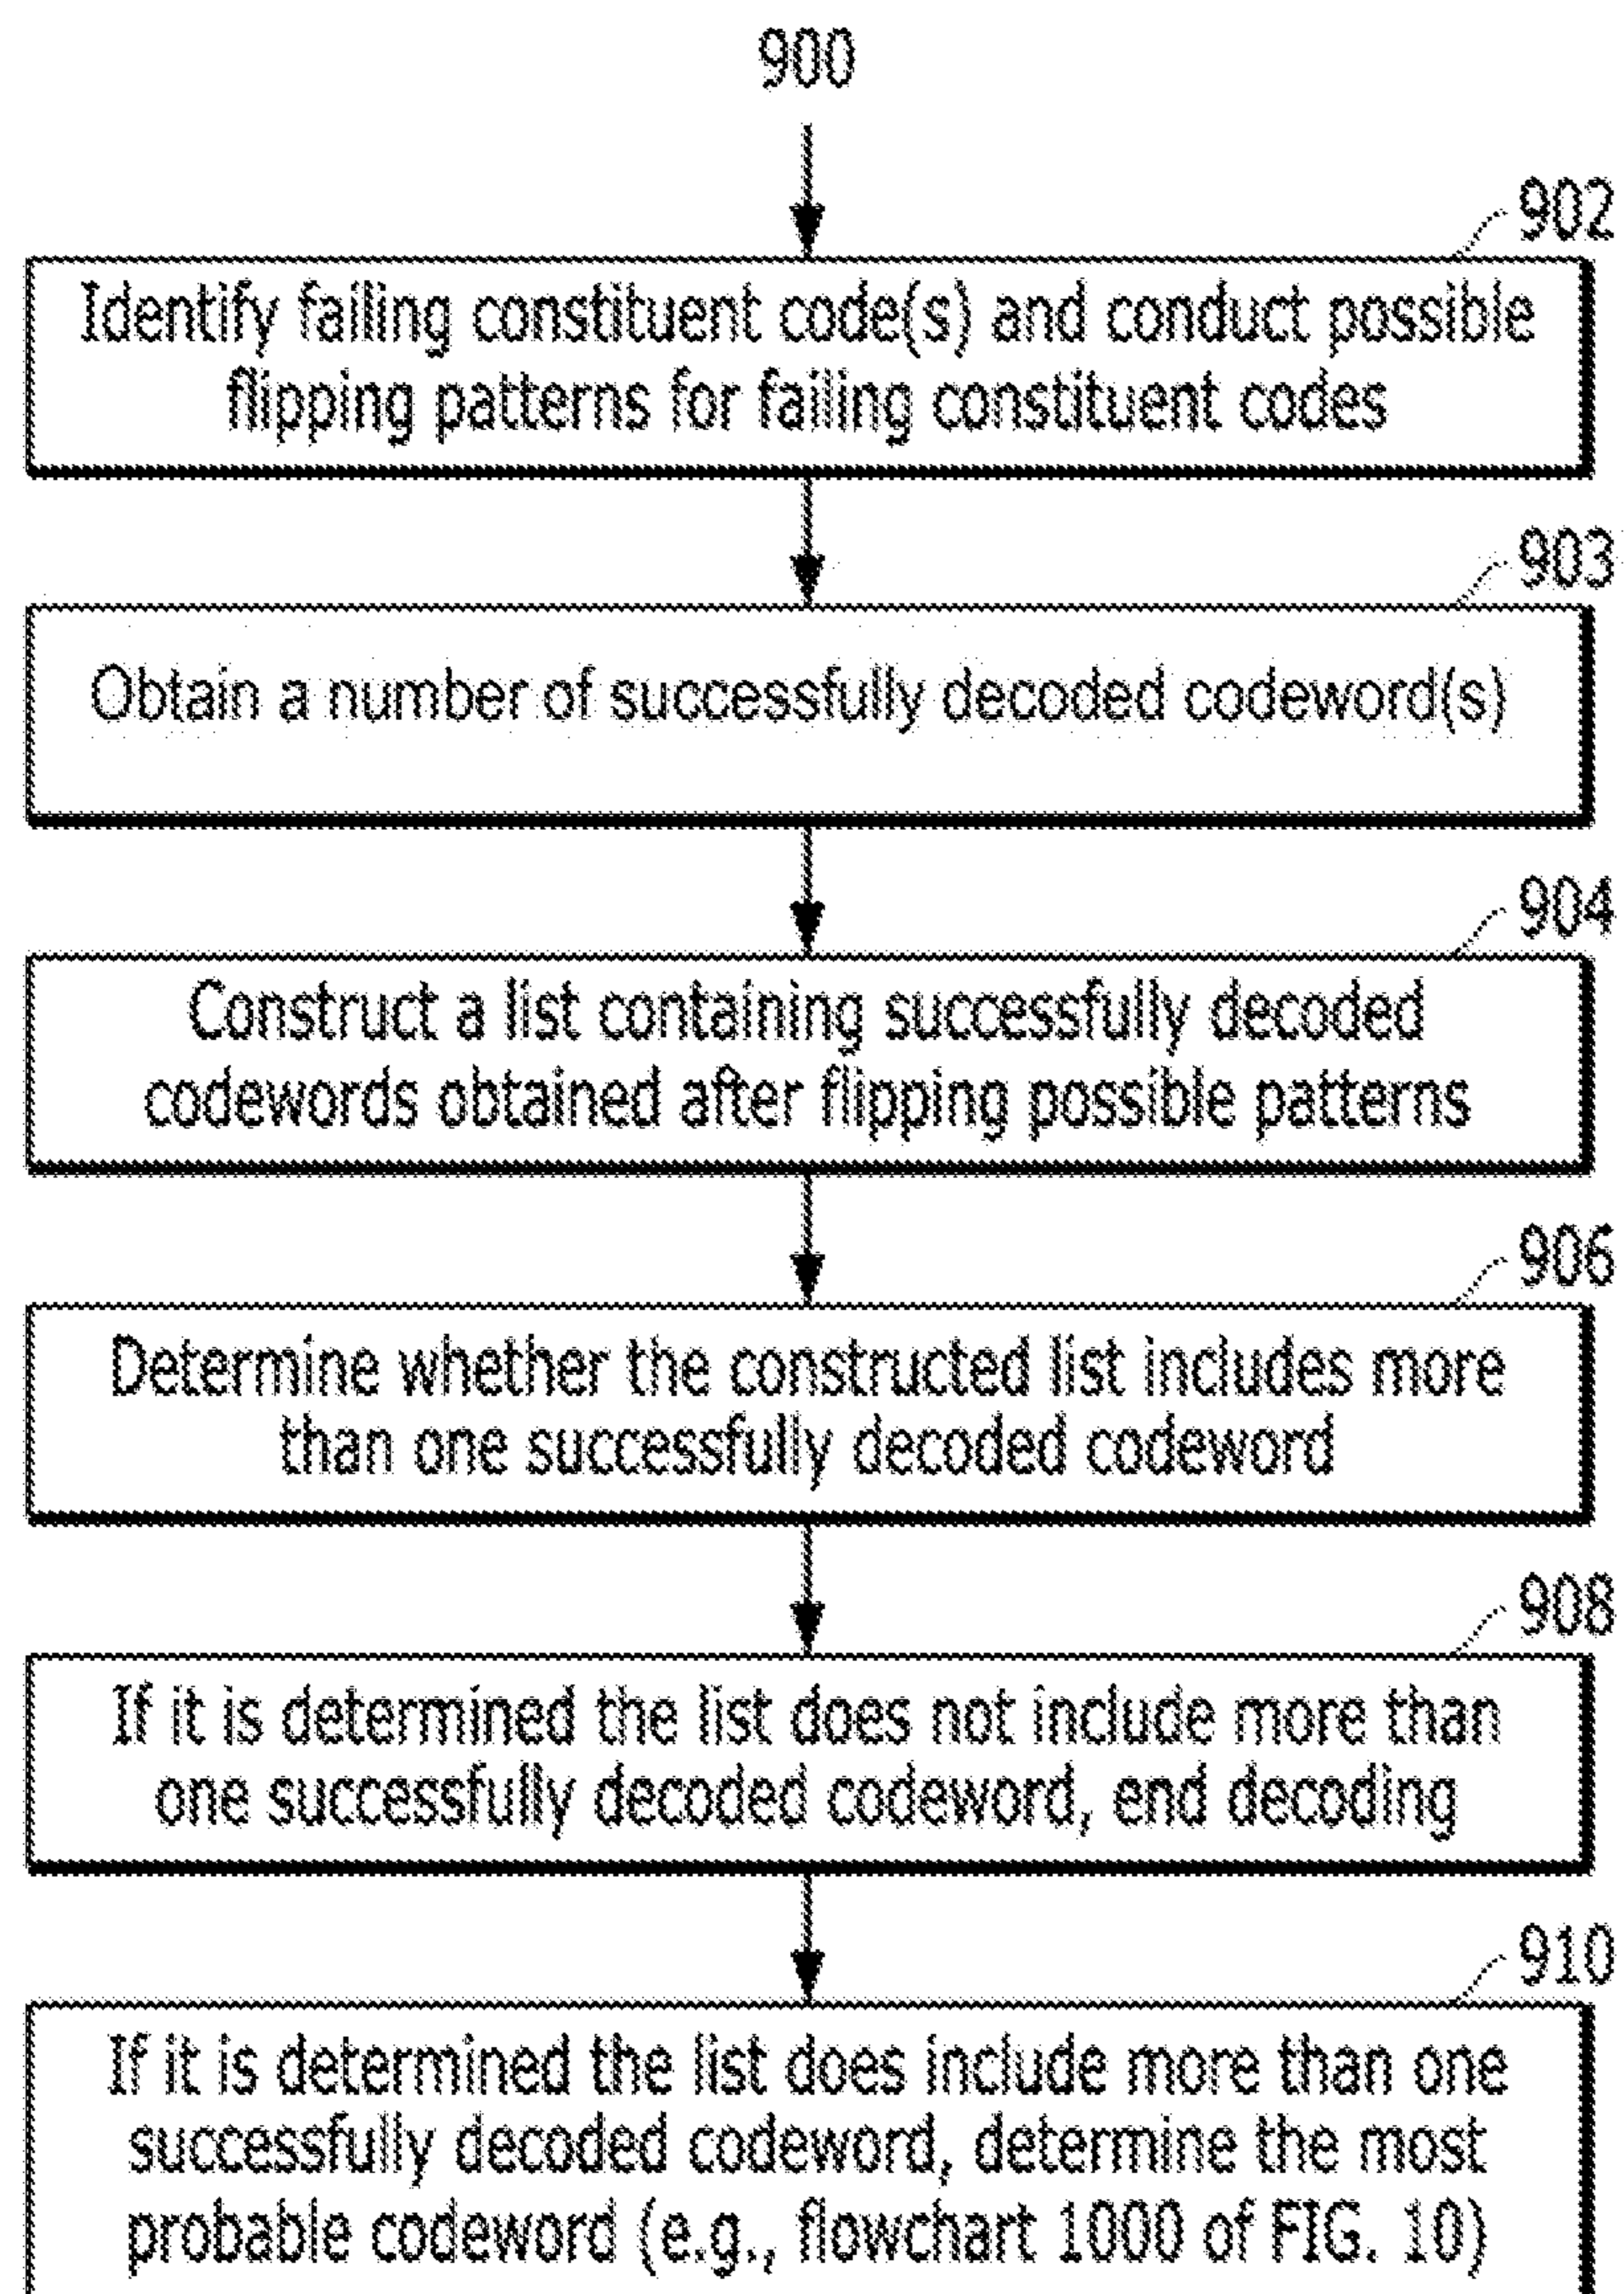 900
902
Identify failing constituent code(s) and conduct possible
flipping patterns for failing constituent codes
903
Obtain a number of successfully decoded codeword(s)
904
Construct a list containing successfully decoded
codewords obtained after flipping possible patterns
906
Determine whether the constructed list includes more
than one successfully decoded codeword
908
If it is determined the list does not include more than
one successfully decoded codeword, end decoding
910
If it is determined the list does include more than one
successfully decoded codeword, determine the most
probable codeword (e.g., flowchart 1000 of FIG. 10)